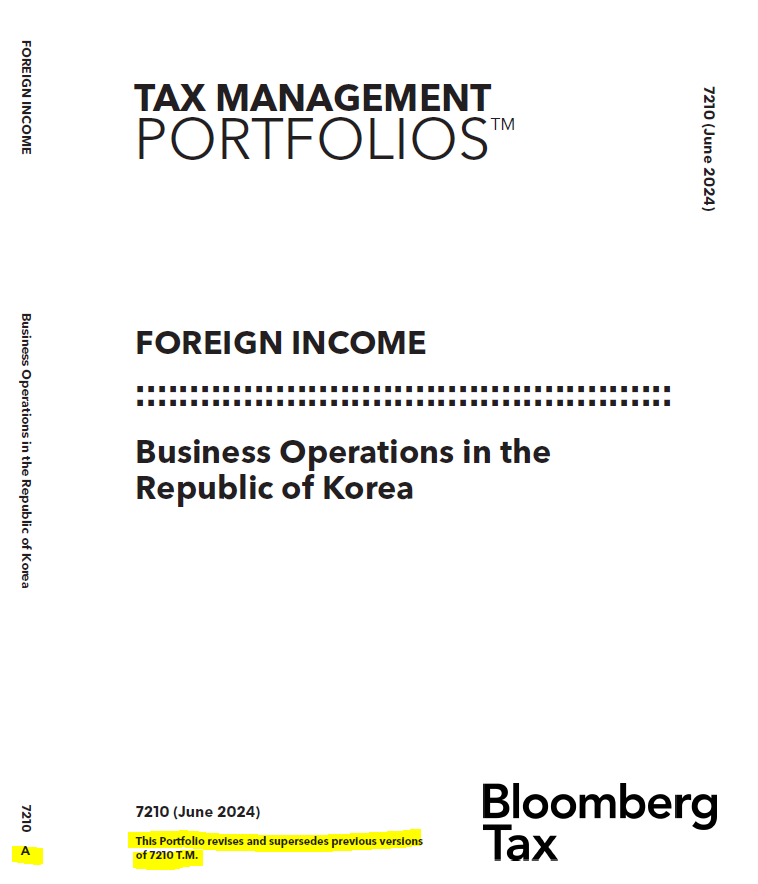 FOREIGN INCOME
TAX MANAGEMENT
PORTFOLIOS™
7210 (June 2024)
FOREIGN INCOME
Business Operations in the
Republic of Korea
Business Operations in the Republic of Korea
7210
A
7210 (June 2024)
This Portfolio revises and supersedes previous versions
of 7210 T.M.
Bloomberg
Tax